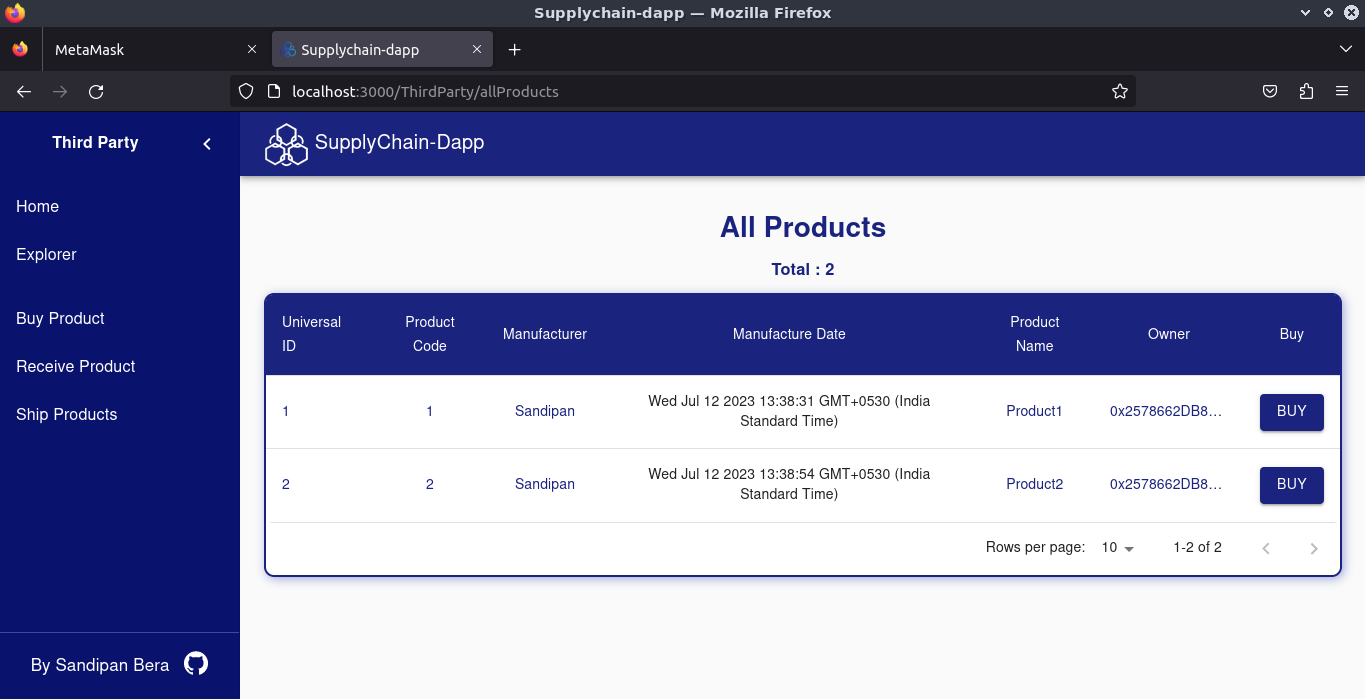 Supplychain-dapp — Mozilla Firefox
MetaMask
Supplychain-dapp
localhost:3000/ThirdParty/allProducts
Third Party
SupplyChain-Dapp
Home
Explorer
Buy Product
Receive Product
Ship Products
By Sandipan Bera
All Products
Total : 2
Universal ID Product Code Manufacturer Manufacture Date Product Name Owner Buy
1 1 Sandipan Wed Jul 12 2023 13:38:31 GMT+0530 (India Standard Time) Product1 0x2578662DB8... BUY
2 2 Sandipan Wed Jul 12 2023 13:38:54 GMT+0530 (India Standard Time) Product2 0x2578662DB8... BUY
Rows per page: 10 1-2 of 2